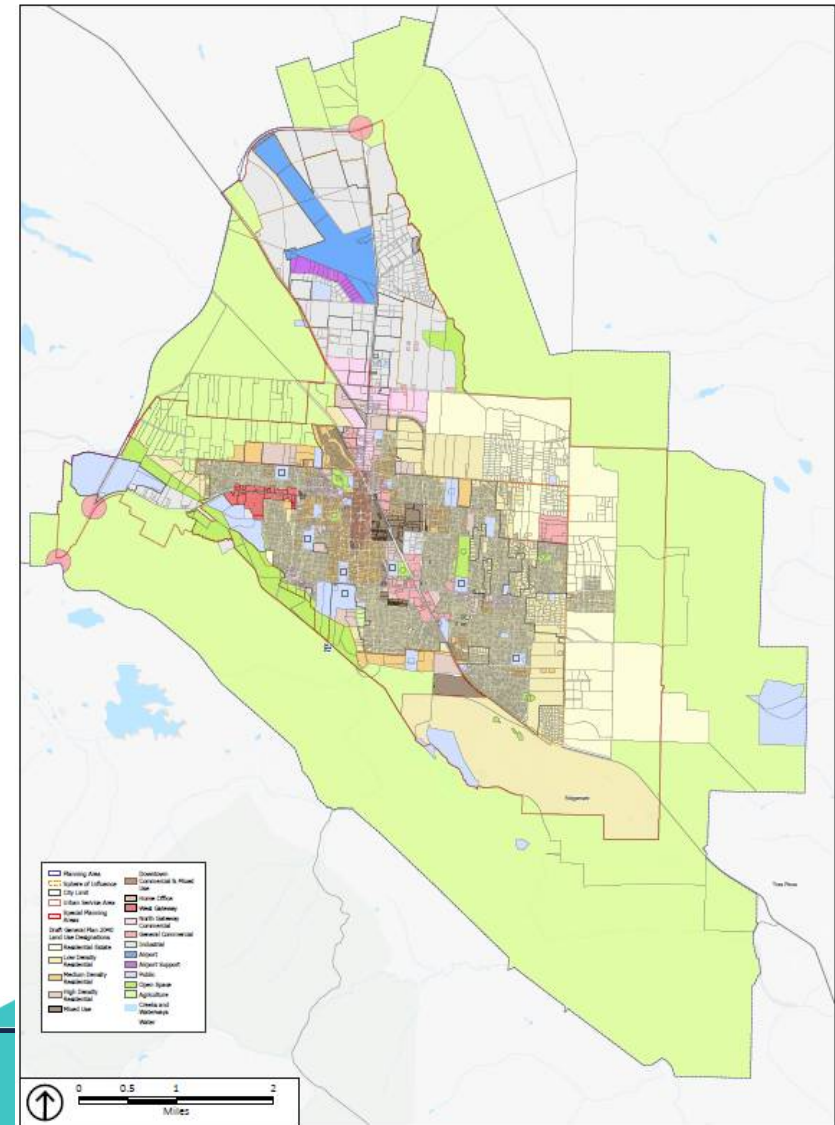 Ridgemark
Tres Pinos
Planning Area
Sphere of Influence
City Limit
Urban Service Area
Special Planning
Areas
Draft General Plan 2040
Land Use Designations
Residential Estate
Low Density
Residential
Medium Density
Residential
High Density
Residential
Mixed Use
Downtown
Commercial & Mixed
Use
Home Office
West Gateway
North Gateway
Commercial
General Commercial
Industrial
Airport
Airport Support
Public
Open Space
Agriculture
Creeks and
Waterways
Water
0 0.5 1 2
Miles